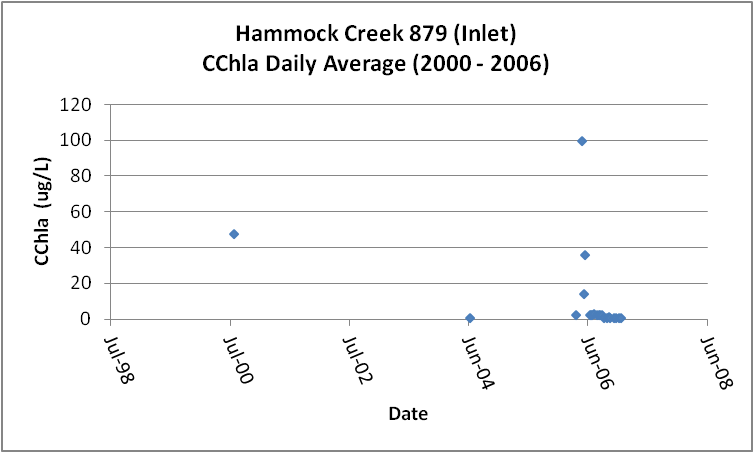 Hammock Creek 879 (Inlet)
CChla Daily Average (2000 - 2006)
120
100
80
60
40
20
0
CChla (ug/L)
Jul-98
Jul-00
Jul-02
Jun-04
Jun-06
Jun-08
Date